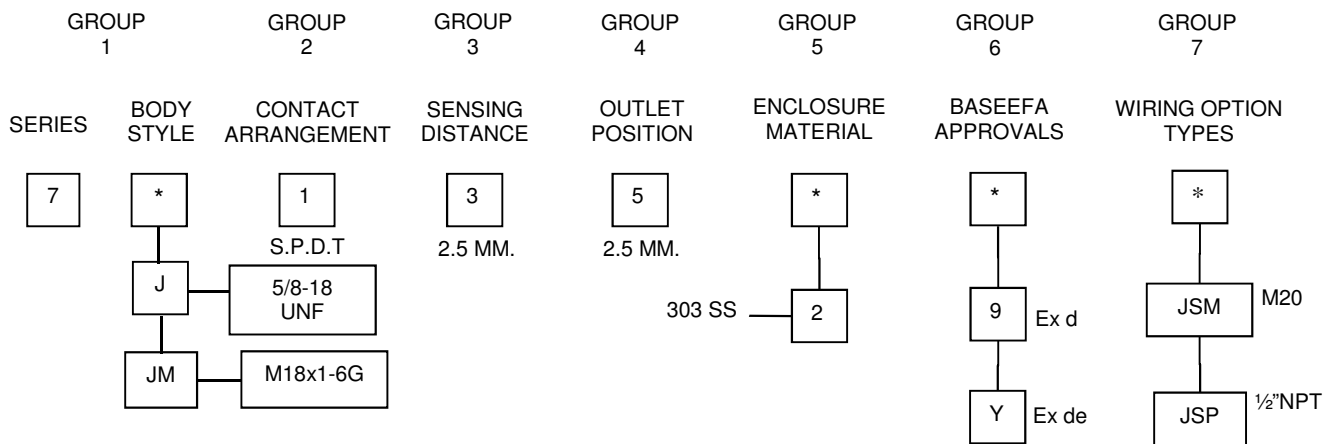 GROUP 1
GROUP 2
GROUP 3
GROUP 4
GROUP 5
GROUP 6
GROUP 7
SERIES
BODY STYLE
CONTACT ARRANGEMENT
SENSING DISTANCE
OUTLET POSITION
ENCLOSURE MATERIAL
BASEEFA APPROVALS
WIRING OPTION TYPES
7
*
1
3
5
*
*
*
S.P.D.T
2.5 MM.
2.5 MM.
J
5/8-18
UNF
303 SS
2
9
Ex d
JSM
M20
JM
M18x1-6G
Y
Ex de
JSP
½”NPT